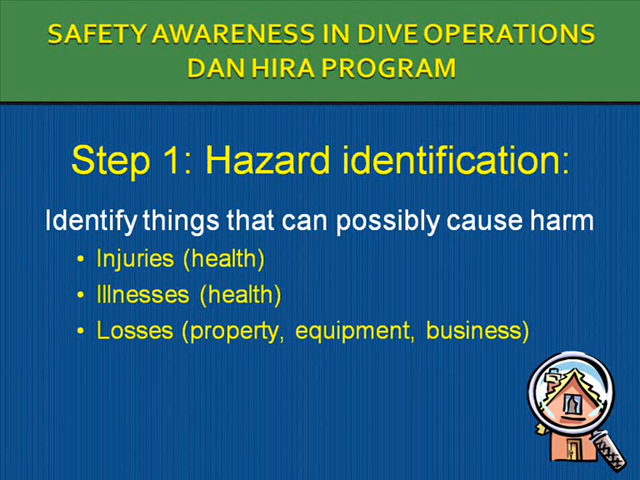 SAFETY AWARENESS IN DIVE OPERATIONS
DAN HIRA PROGRAM
Step 1: Hazard identification:
Identify things that can possibly cause harm
• Injuries (health)
• Illnesses (health)
• Losses (property, equipment, business)